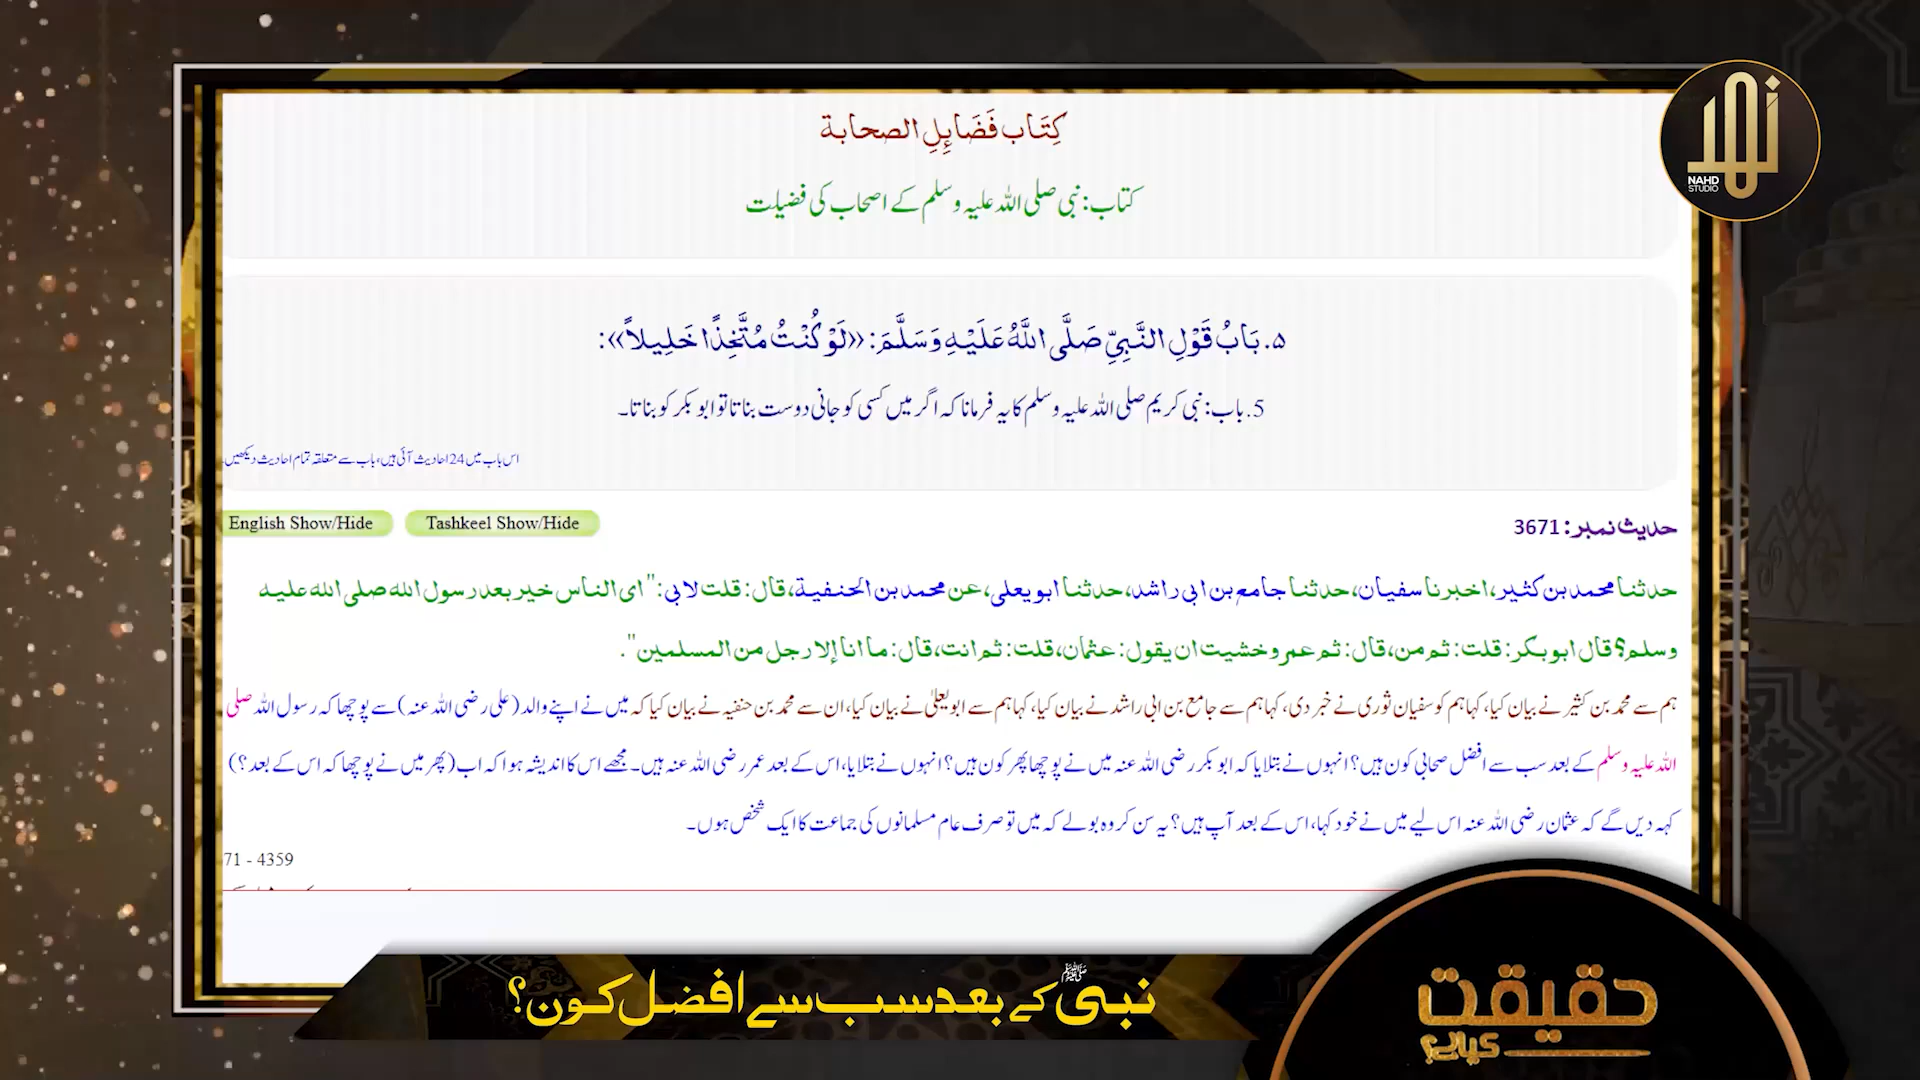 كِتَاب فَضَائِلِ الصحابة
کتاب: نبی صلی اللہ علیہ وسلم کے اصحاب کی فضیلت
۵. بَابُ قَوْلِ النَّبِيِّ صَلَّى اللَّهُ عَلَيْهِ وَسَلَّمَ: «لَوْ كُنْتُ مُتَّخِذًا خَلِيلاً»:
5. باب: نبی کریم صلی اللہ علیہ وسلم کا یہ فرمانا کہ اگر میں کسی کو جانی دوست بناتا تو ابوبکر کو بناتا۔
اس باب میں 24 احادیث آئی ہیں، باب سے متعلقہ تمام احادیث دیکھیں۔
English Show/Hide
Tashkeel Show/Hide
حدیث نمبر: 3671
حدثنا محمد بن كثير، اخبرنا سفيان، حدثنا جامع بن ابي راشد، حدثنا ابو يعلى، عن محمد بن الحنفية، قال: قلت لابي: "اي الناس خير بعد رسول الله صلى الله عليه
وسلم؟ قال ابو بكر: قلت: ثم من، قال: ثم عمر وخشيت ان يقول: عثمان، قلت: ثم انت، قال: ما انا إلا رجل من المسلمين".
ہم سے محمد بن کثیر نے بیان کیا، کہا ہم کو سفیان ثوری نے خبر دی، کہا ہم سے جامع بن ابی راشد نے بیان کیا، کہا ہم سے ابویعلیٰ نے بیان کیا، ان سے محمد بن حنفیہ نے بیان کیا کہ میں نے اپنے والد (علی رضی اللہ عنہ) سے پوچھا کہ رسول اللہ صلی
اللہ علیہ وسلم کے بعد سب سے افضل صحابی کون ہیں؟ انہوں نے بتلایا کہ ابوبکر رضی اللہ عنہ میں نے پوچھا پھر کون ہیں؟ انہوں نے بتلایا، اس کے بعد عمر رضی اللہ عنہ ہیں۔ مجھے اس کا اندیشہ ہوا کہ اب (پھر میں نے پوچھا کہ اس کے بعد؟)
کہہ دیں گے کہ عثمان رضی اللہ عنہ اس لیے میں نے خود کہا، اس کے بعد آپ ہیں؟ یہ سن کر وہ بولے کہ میں تو صرف عام مسلمانوں کی جماعت کا ایک شخص ہوں۔
71 - 4359
نبی ﷺ کے بعد سب سے افضل کون؟
حقیقت
کیا ہے؟
نهد
NAHD
STUDIO